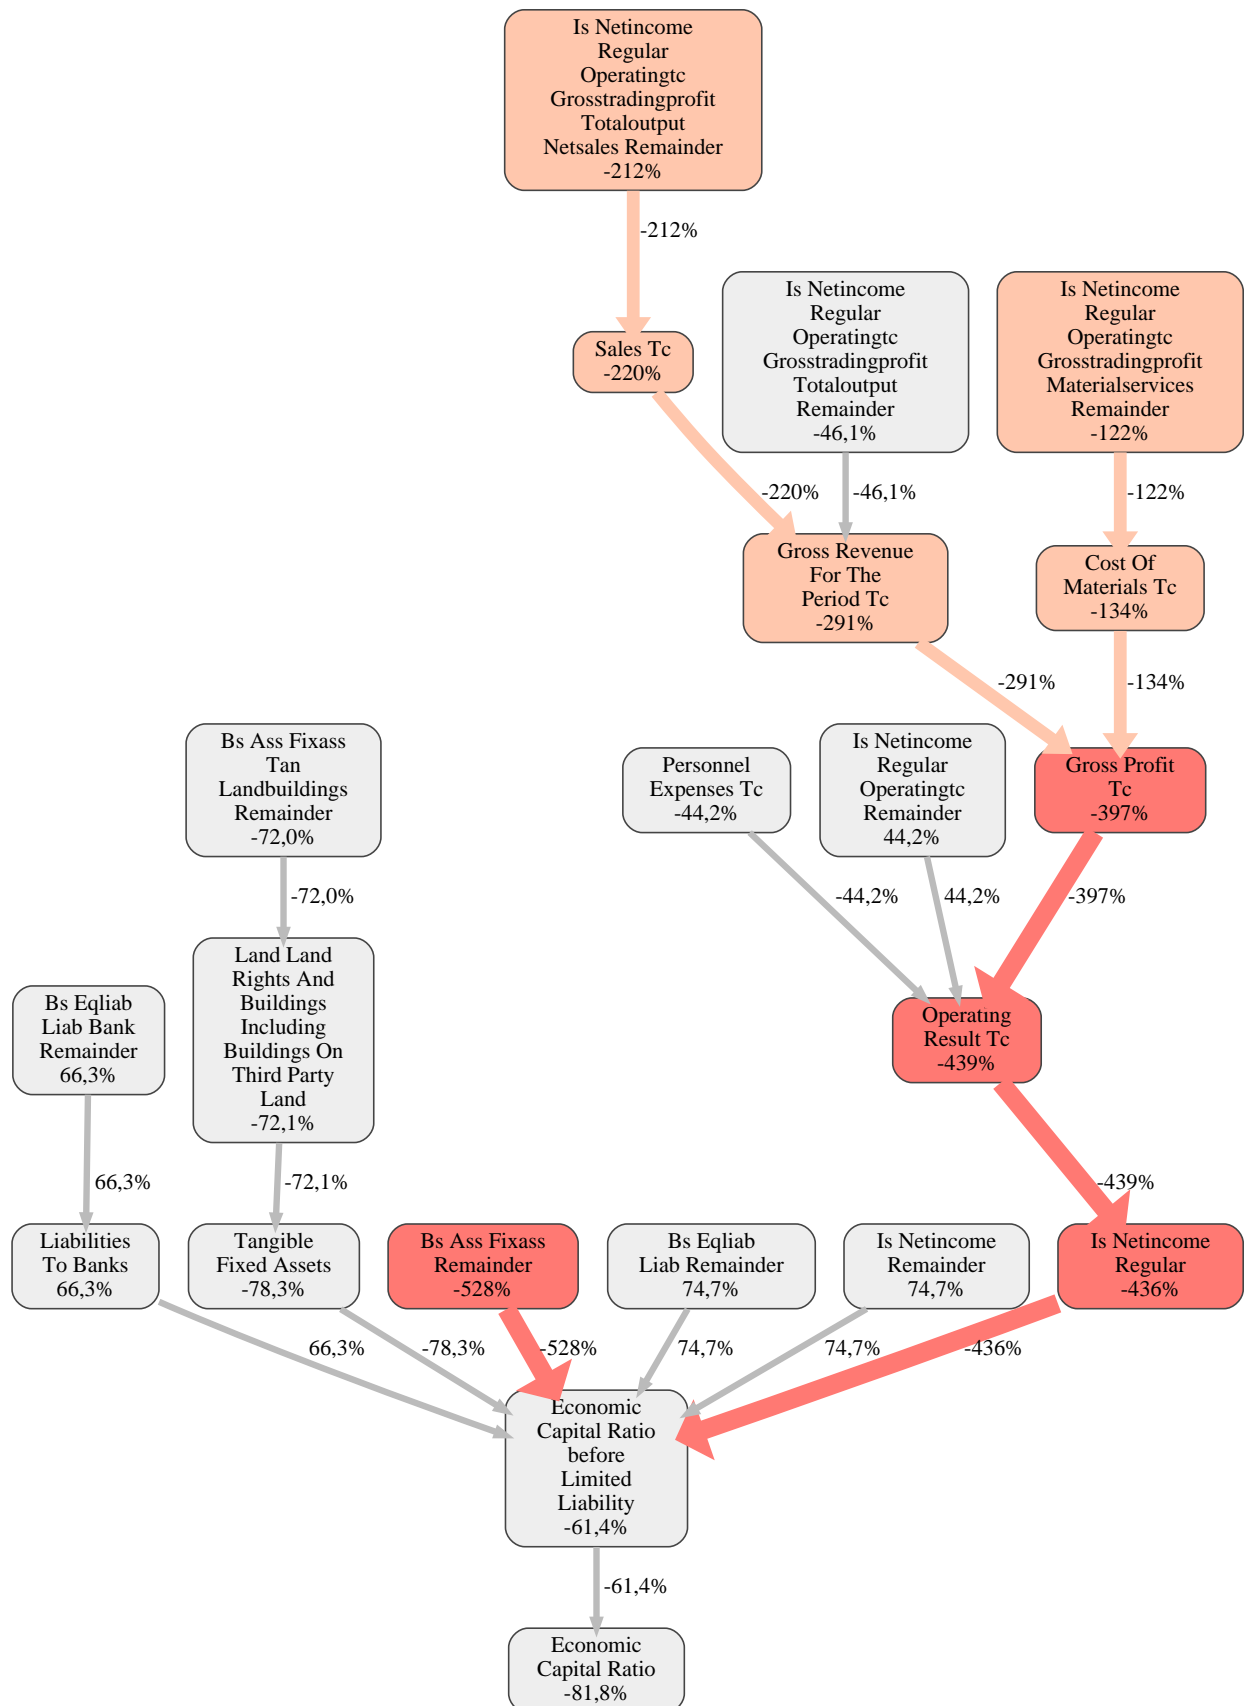 Is Netincome
Regular
Operatingtc
Grosstradingprofit
Totaloutput
Netsales Remainder
-212%
-212%
Is Netincome
Regular
Operatingtc
Grosstradingprofit
Totaloutput
Remainder
-46,1%
Is Netincome
Regular
Operatingtc
Grosstradingprofit
Materialservices
Remainder
-122%
Sales Tc
-220%
-220%
-46,1%
-122%
Gross Revenue
For The
Period Tc
-291%
Cost Of
Materials Tc
-134%
-291%
-134%
Bs Ass Fixass
Tan
Landbuildings
Remainder
-72,0%
Personnel
Expenses Tc
-44,2%
Is Netincome
Regular
Operatingtc
Remainder
44,2%
Gross Profit
Tc
-397%
-72,0%
-44,2%
44,2%
-397%
Bs Eqliab
Liab Bank
Remainder
66,3%
Land Land
Rights And
Buildings
Including
Buildings On
Third Party
Land
-72,1%
Operating
Result Tc
-439%
66,3%
-72,1%
-439%
Liabilities
To Banks
66,3%
Tangible
Fixed Assets
-78,3%
Bs Ass Fixass
Remainder
-528%
Bs Eqliab
Liab Remainder
74,7%
Is Netincome
Remainder
74,7%
Is Netincome
Regular
-436%
66,3%
-78,3%
-528%
74,7%
74,7%
-436%
Economic
Capital Ratio
before
Limited
Liability
-61,4%
-61,4%
Economic
Capital Ratio
-81,8%